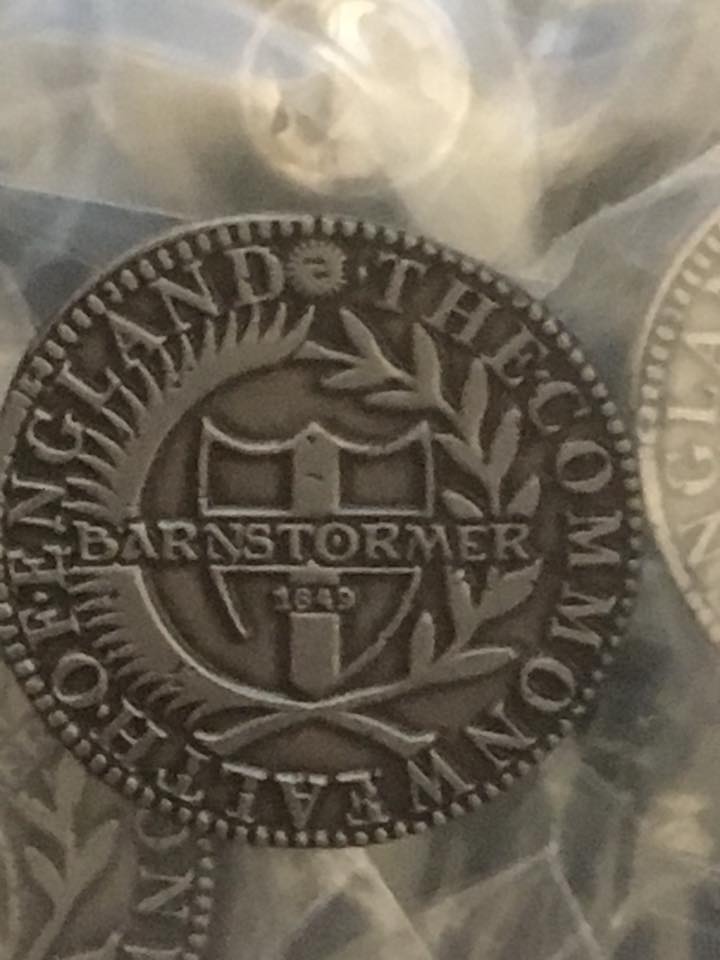 ·THE COMMONWEALTH·OF·ENGLAND
BARNSTORMER
1649